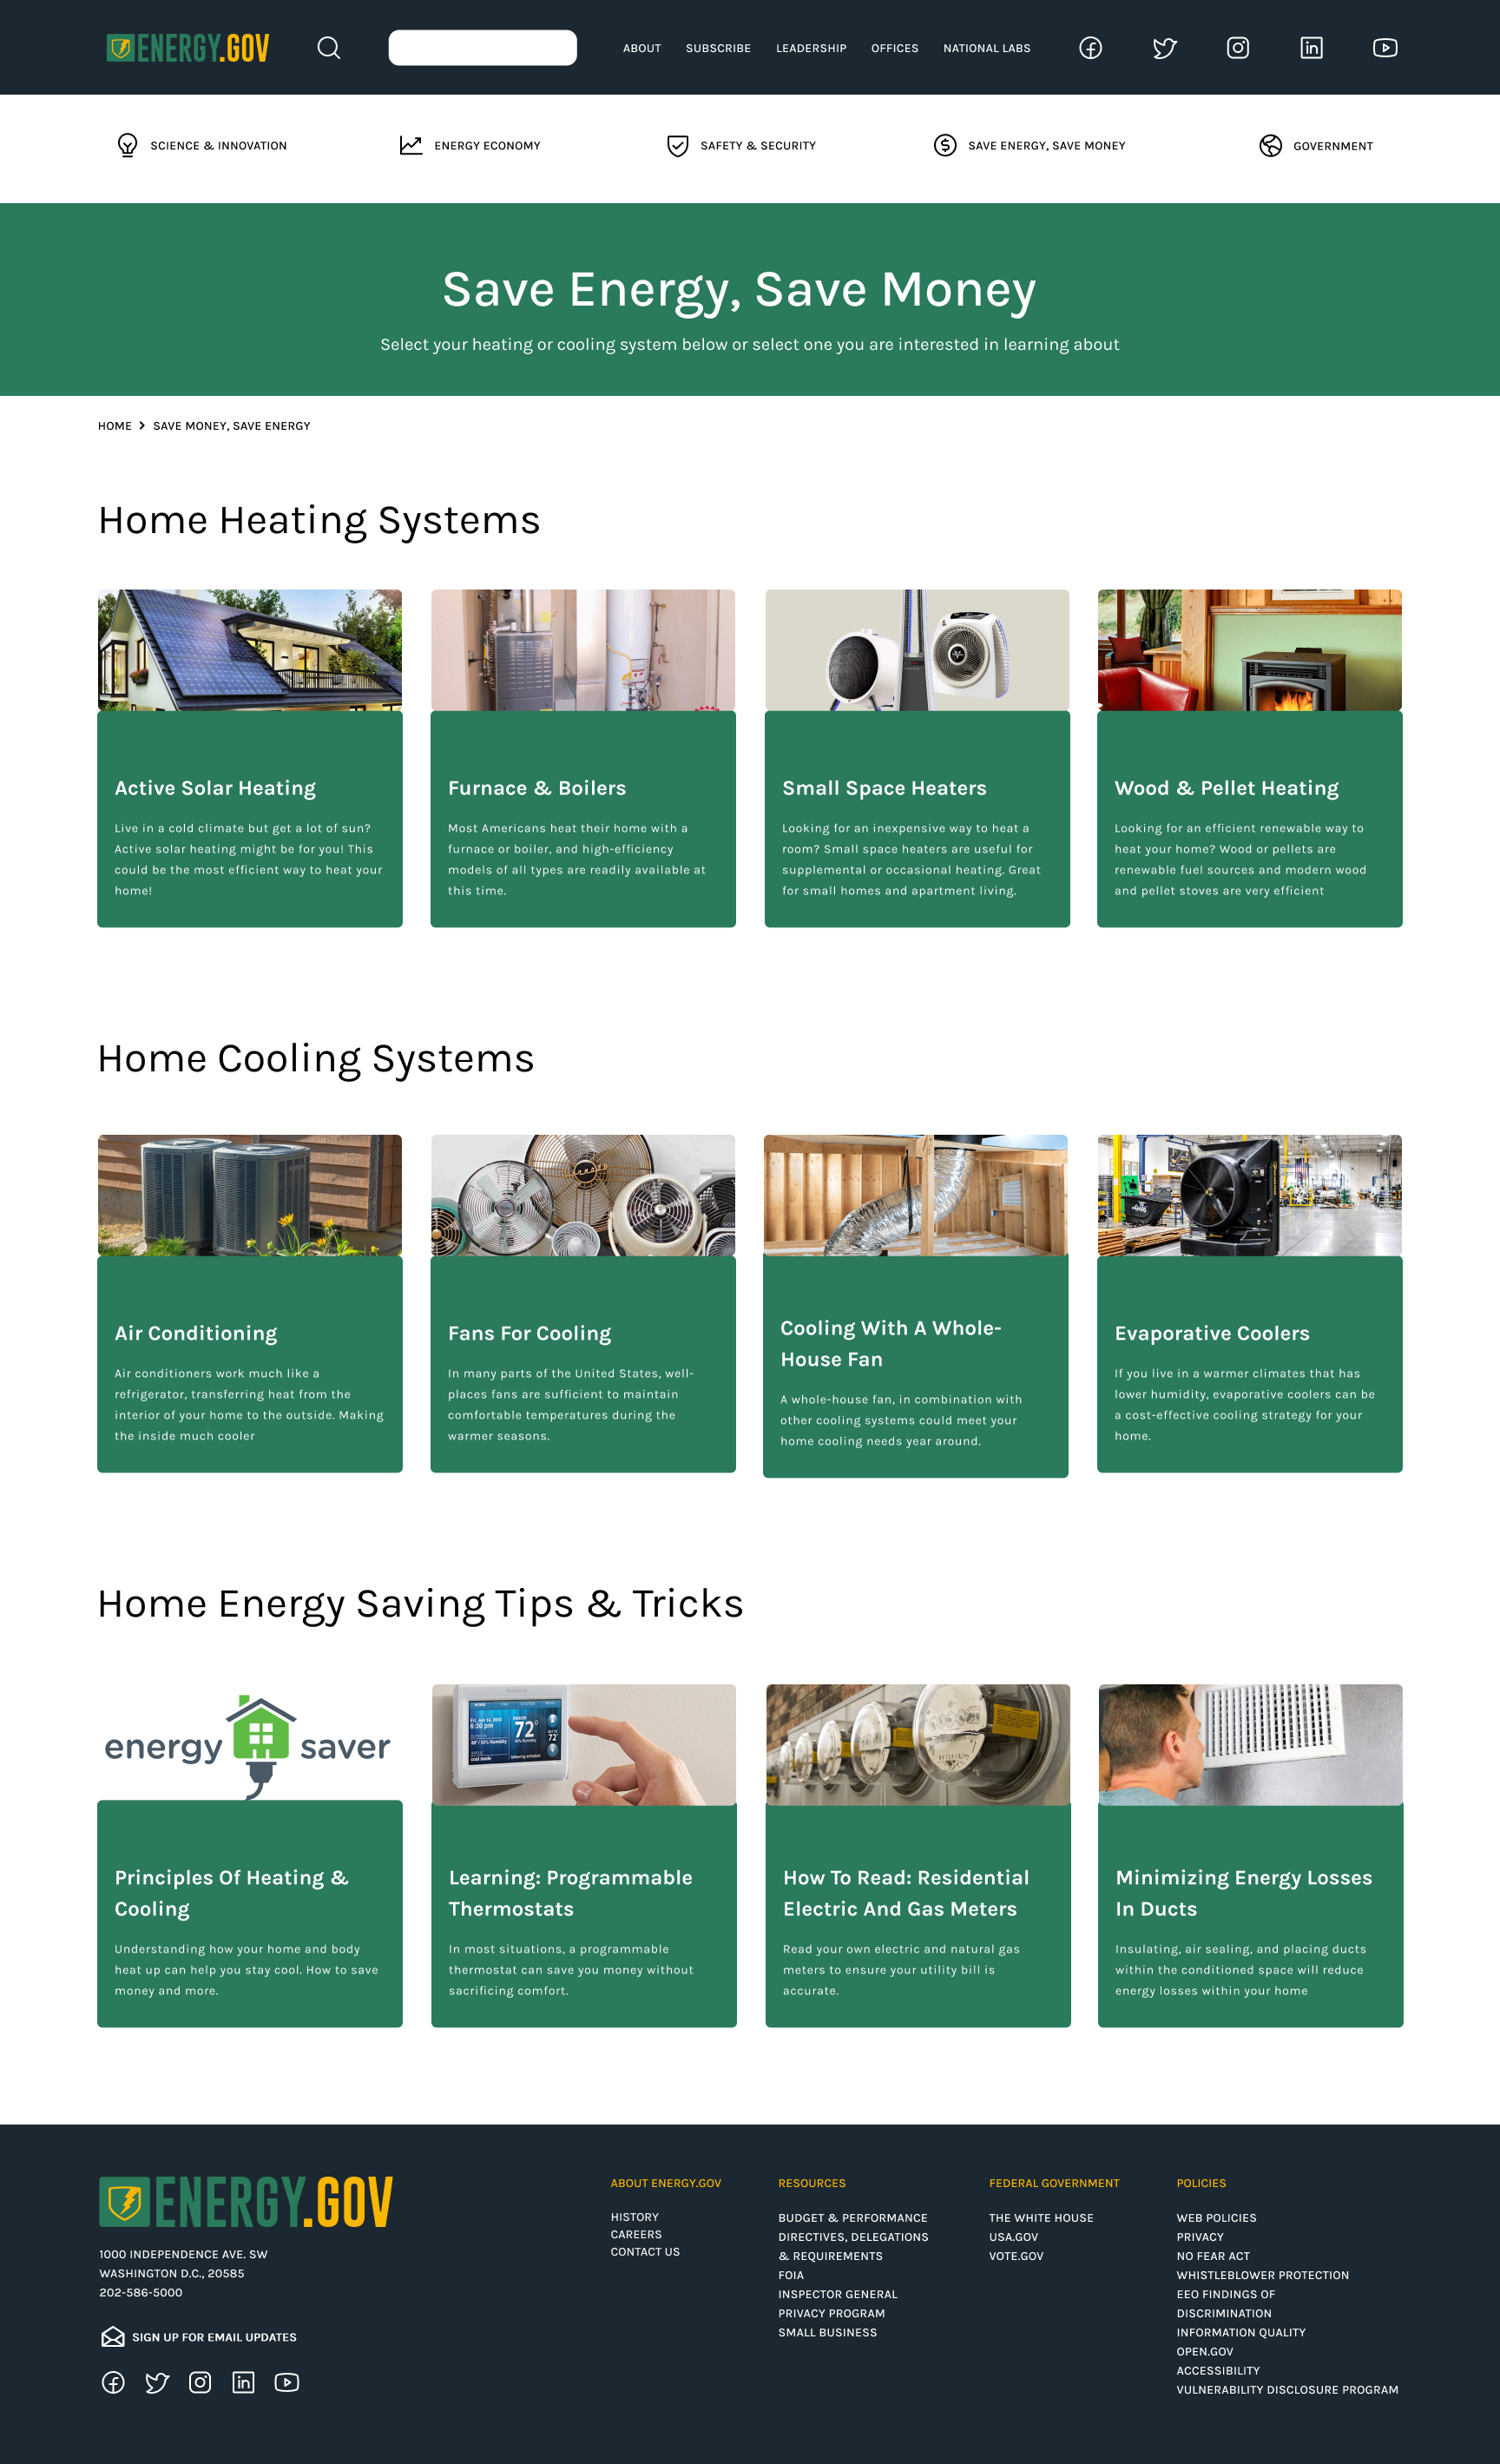 ENERGY.GOV
ABOUT SUBSCRIBE LEADERSHIP OFFICES NATIONAL LABS
SCIENCE & INNOVATION ENERGY ECONOMY SAFETY & SECURITY SAVE ENERGY, SAVE MONEY GOVERNMENT
Save Energy, Save Money
Select your heating or cooling system below or select one you are interested in learning about
HOME > SAVE MONEY, SAVE ENERGY
Home Heating Systems
Active Solar Heating
Live in a cold climate but get a lot of sun?
Active solar heating might be for you! This
could be the most efficient way to heat your
home!
Furnace & Boilers
Most Americans heat their home with a
furnace or boiler, and high-efficiency
models of all types are readily available at
this time.
Small Space Heaters
Looking for an inexpensive way to heat a
room? Small space heaters are useful for
supplemental or occasional heating. Great
for small homes and apartment living.
Wood & Pellet Heating
Looking for an efficient renewable way to
heat your home? Wood or pellets are
renewable fuel sources and modern wood
and pellet stoves are very efficient
Home Cooling Systems
Air Conditioning
Air conditioners work much like a
refrigerator, transferring heat from the
interior of your home to the outside. Making
the inside much cooler
Fans For Cooling
In many parts of the United States, well-
places fans are sufficient to maintain
comfortable temperatures during the
warmer seasons.
Cooling With A Whole-
House Fan
A whole-house fan, in combination with
other cooling systems could meet your
home cooling needs year around.
Evaporative Coolers
If you live in a warmer climates that has
lower humidity, evaporative coolers can be
a cost-effective cooling strategy for your
home.
Home Energy Saving Tips & Tricks
energy saver
Principles Of Heating &
Cooling
Understanding how your home and body
heat up can help you stay cool. How to save
money and more.
Fri, Jun 14, 2013
6:30 pm
INDOOR
72°
72°
cool mode
following schedule
Learning: Programmable
Thermostats
In most situations, a programmable
thermostat can save you money without
sacrificing comfort.
How To Read: Residential
Electric And Gas Meters
Read your own electric and natural gas
meters to ensure your utility bill is
accurate.
Minimizing Energy Losses
In Ducts
Insulating, air sealing, and placing ducts
within the conditioned space will reduce
energy losses within your home
ENERGY.GOV
1000 INDEPENDENCE AVE. SW
WASHINGTON D.C., 20585
202-586-5000
SIGN UP FOR EMAIL UPDATES
ABOUT ENERGY.GOV
HISTORY
CAREERS
CONTACT US
RESOURCES
BUDGET & PERFORMANCE
DIRECTIVES, DELEGATIONS
& REQUIREMENTS
FOIA
INSPECTOR GENERAL
PRIVACY PROGRAM
SMALL BUSINESS
FEDERAL GOVERNMENT
THE WHITE HOUSE
USA.GOV
VOTE.GOV
POLICIES
WEB POLICIES
PRIVACY
NO FEAR ACT
WHISTLEBLOWER PROTECTION
EEO FINDINGS OF
DISCRIMINATION
INFORMATION QUALITY
OPEN.GOV
ACCESSIBILITY
VULNERABILITY DISCLOSURE PROGRAM